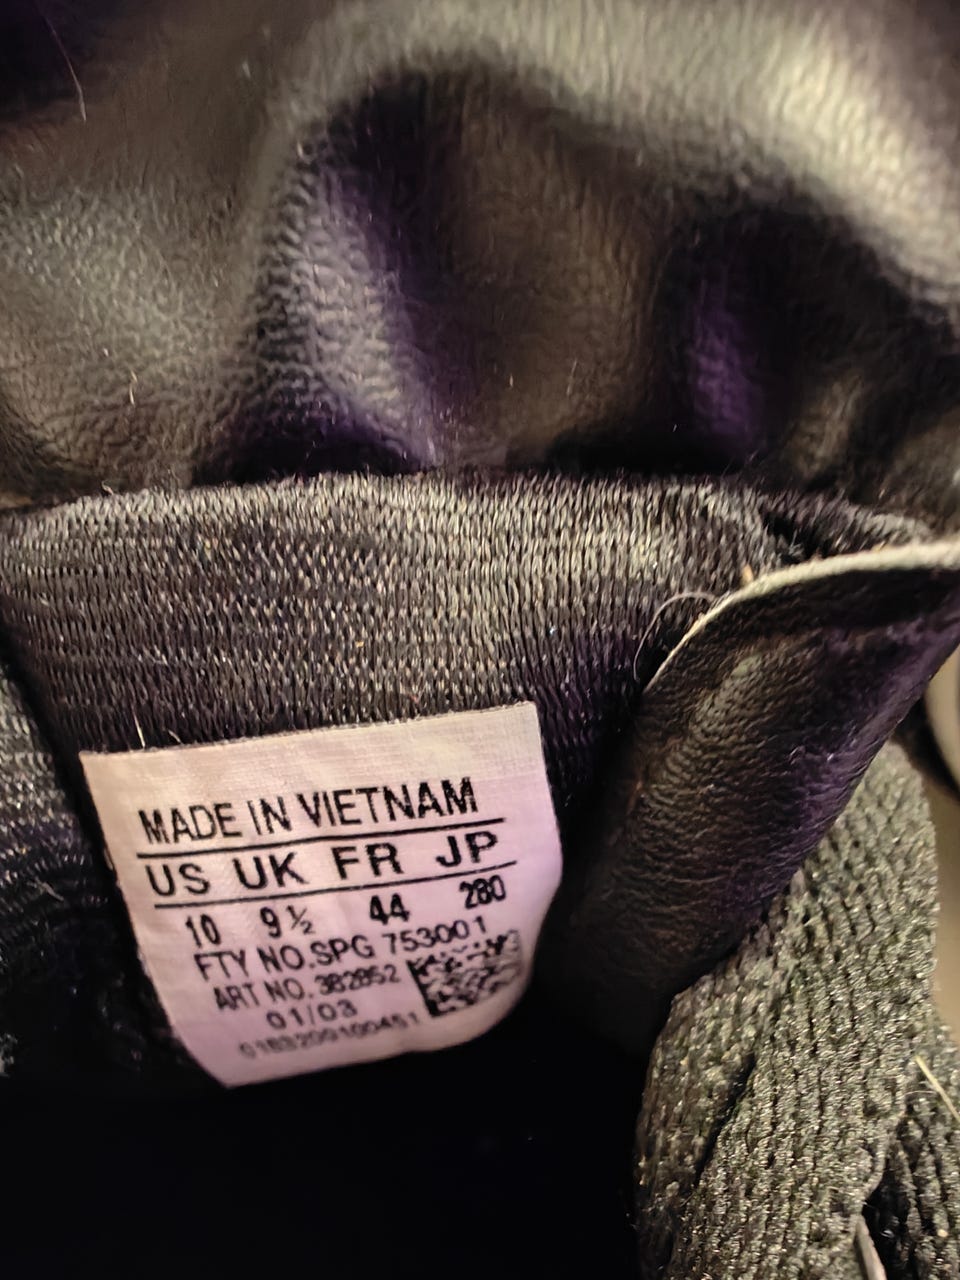 MADE IN VIETNAM
US UK FR JP
10 9½ 44 280
FTY NO.SPG 753001
ART NO. 382852
01/03